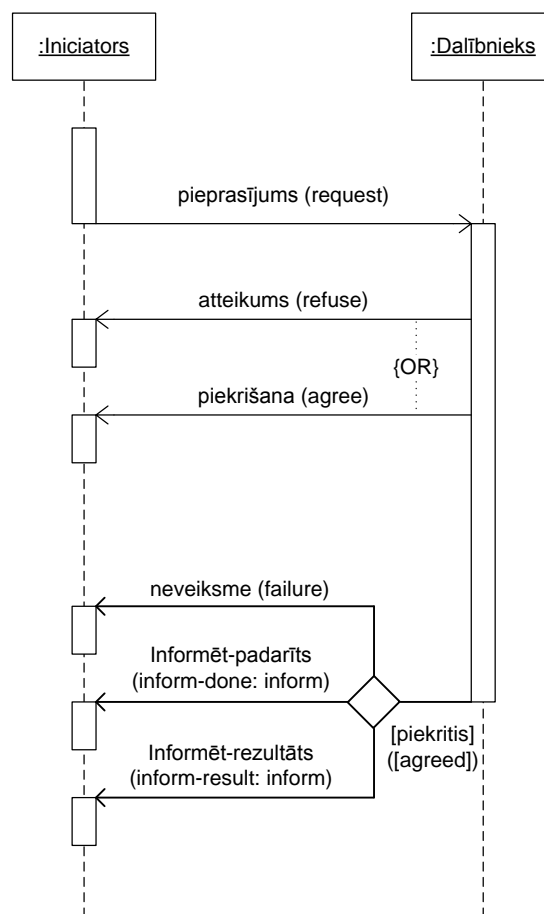 :Iniciators
:Dalībnieks
pieprasījums (request)
atteikums (refuse)
{OR}
piekrišana (agree)
neveiksme (failure)
Informēt-padarīts
(inform-done: inform)
[piekritis]
([agreed])
Informēt-rezultāts
(inform-result: inform)